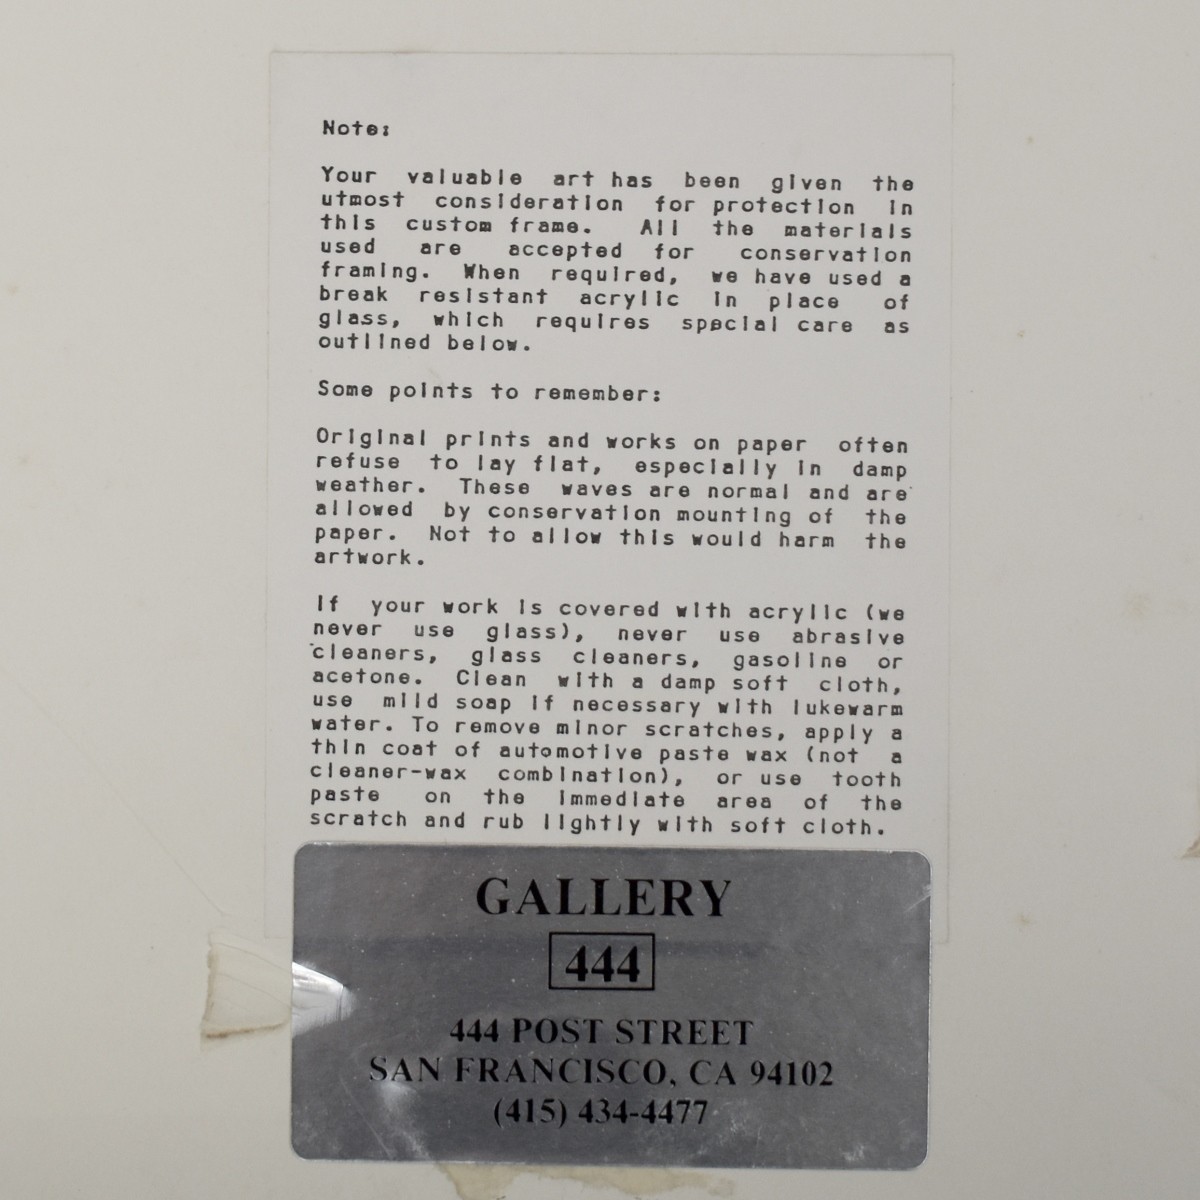 Note:
Your valuable art has been given the
utmost consideration for protection in
this custom frame. All the materials
used are accepted for conservation
framing. When required, we have used a
break resistant acrylic in place of
glass, which requires special care as
outlined below.
Some points to remember:
Original prints and works on paper often
refuse to lay flat, especially in damp
weather. These waves are normal and are
allowed by conservation mounting of the
paper. Not to allow this would harm the
artwork.
If your work is covered with acrylic (we
never use glass), never use abrasive
cleaners, glass cleaners, gasoline or
acetone. Clean with a damp soft cloth,
use mild soap if necessary with lukewarm
water. To remove minor scratches, apply a
thin coat of automotive paste wax (not a
cleaner-wax combination), or use tooth
paste on the immediate area of the
scratch and rub lightly with soft cloth.
GALLERY
444
444 POST STREET
SAN FRANCISCO, CA 94102
(415) 434-4477